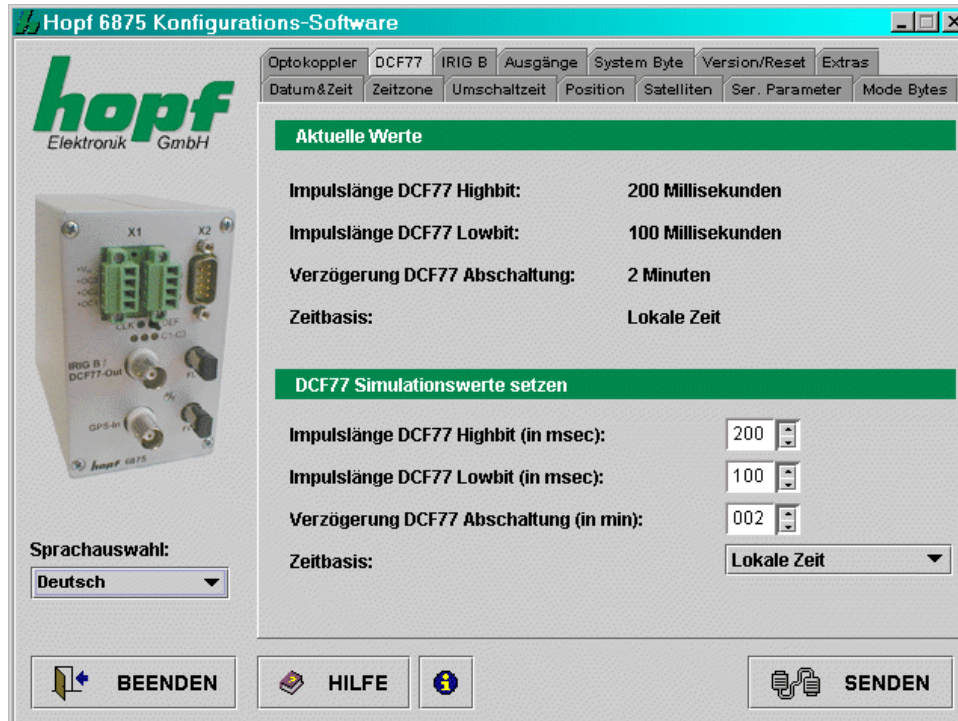 Hopf 6875 Konfigurations-Software
hopf
Elektronik GmbH
Optokoppler DCF77 IRIG B Ausgänge System Byte Version/Reset Extras
Datum&Zeit Zeitzone Umschaltzeit Position Satelliten Ser. Parameter Mode Bytes
Aktuelle Werte
Impulslänge DCF77 Highbit: 200 Millisekunden
Impulslänge DCF77 Lowbit: 100 Millisekunden
Verzögerung DCF77 Abschaltung: 2 Minuten
Zeitbasis: Lokale Zeit
DCF77 Simulationswerte setzen
Impulslänge DCF77 Highbit (in msec): 200
Impulslänge DCF77 Lowbit (in msec): 100
Verzögerung DCF77 Abschaltung (in min): 002
Zeitbasis: Lokale Zeit
X1 X2
CLK
C1-C3
IRIG B /
DCF77-Out
GPS-In
hopf 6875
Sprachauswahl:
Deutsch
BEENDEN HILFE SENDEN